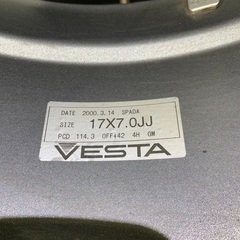 DATE 2000.3.14 SPADA
SIZE 17X7.0JJ
PCD 114.3 OFF+42 4H GM
VESTA